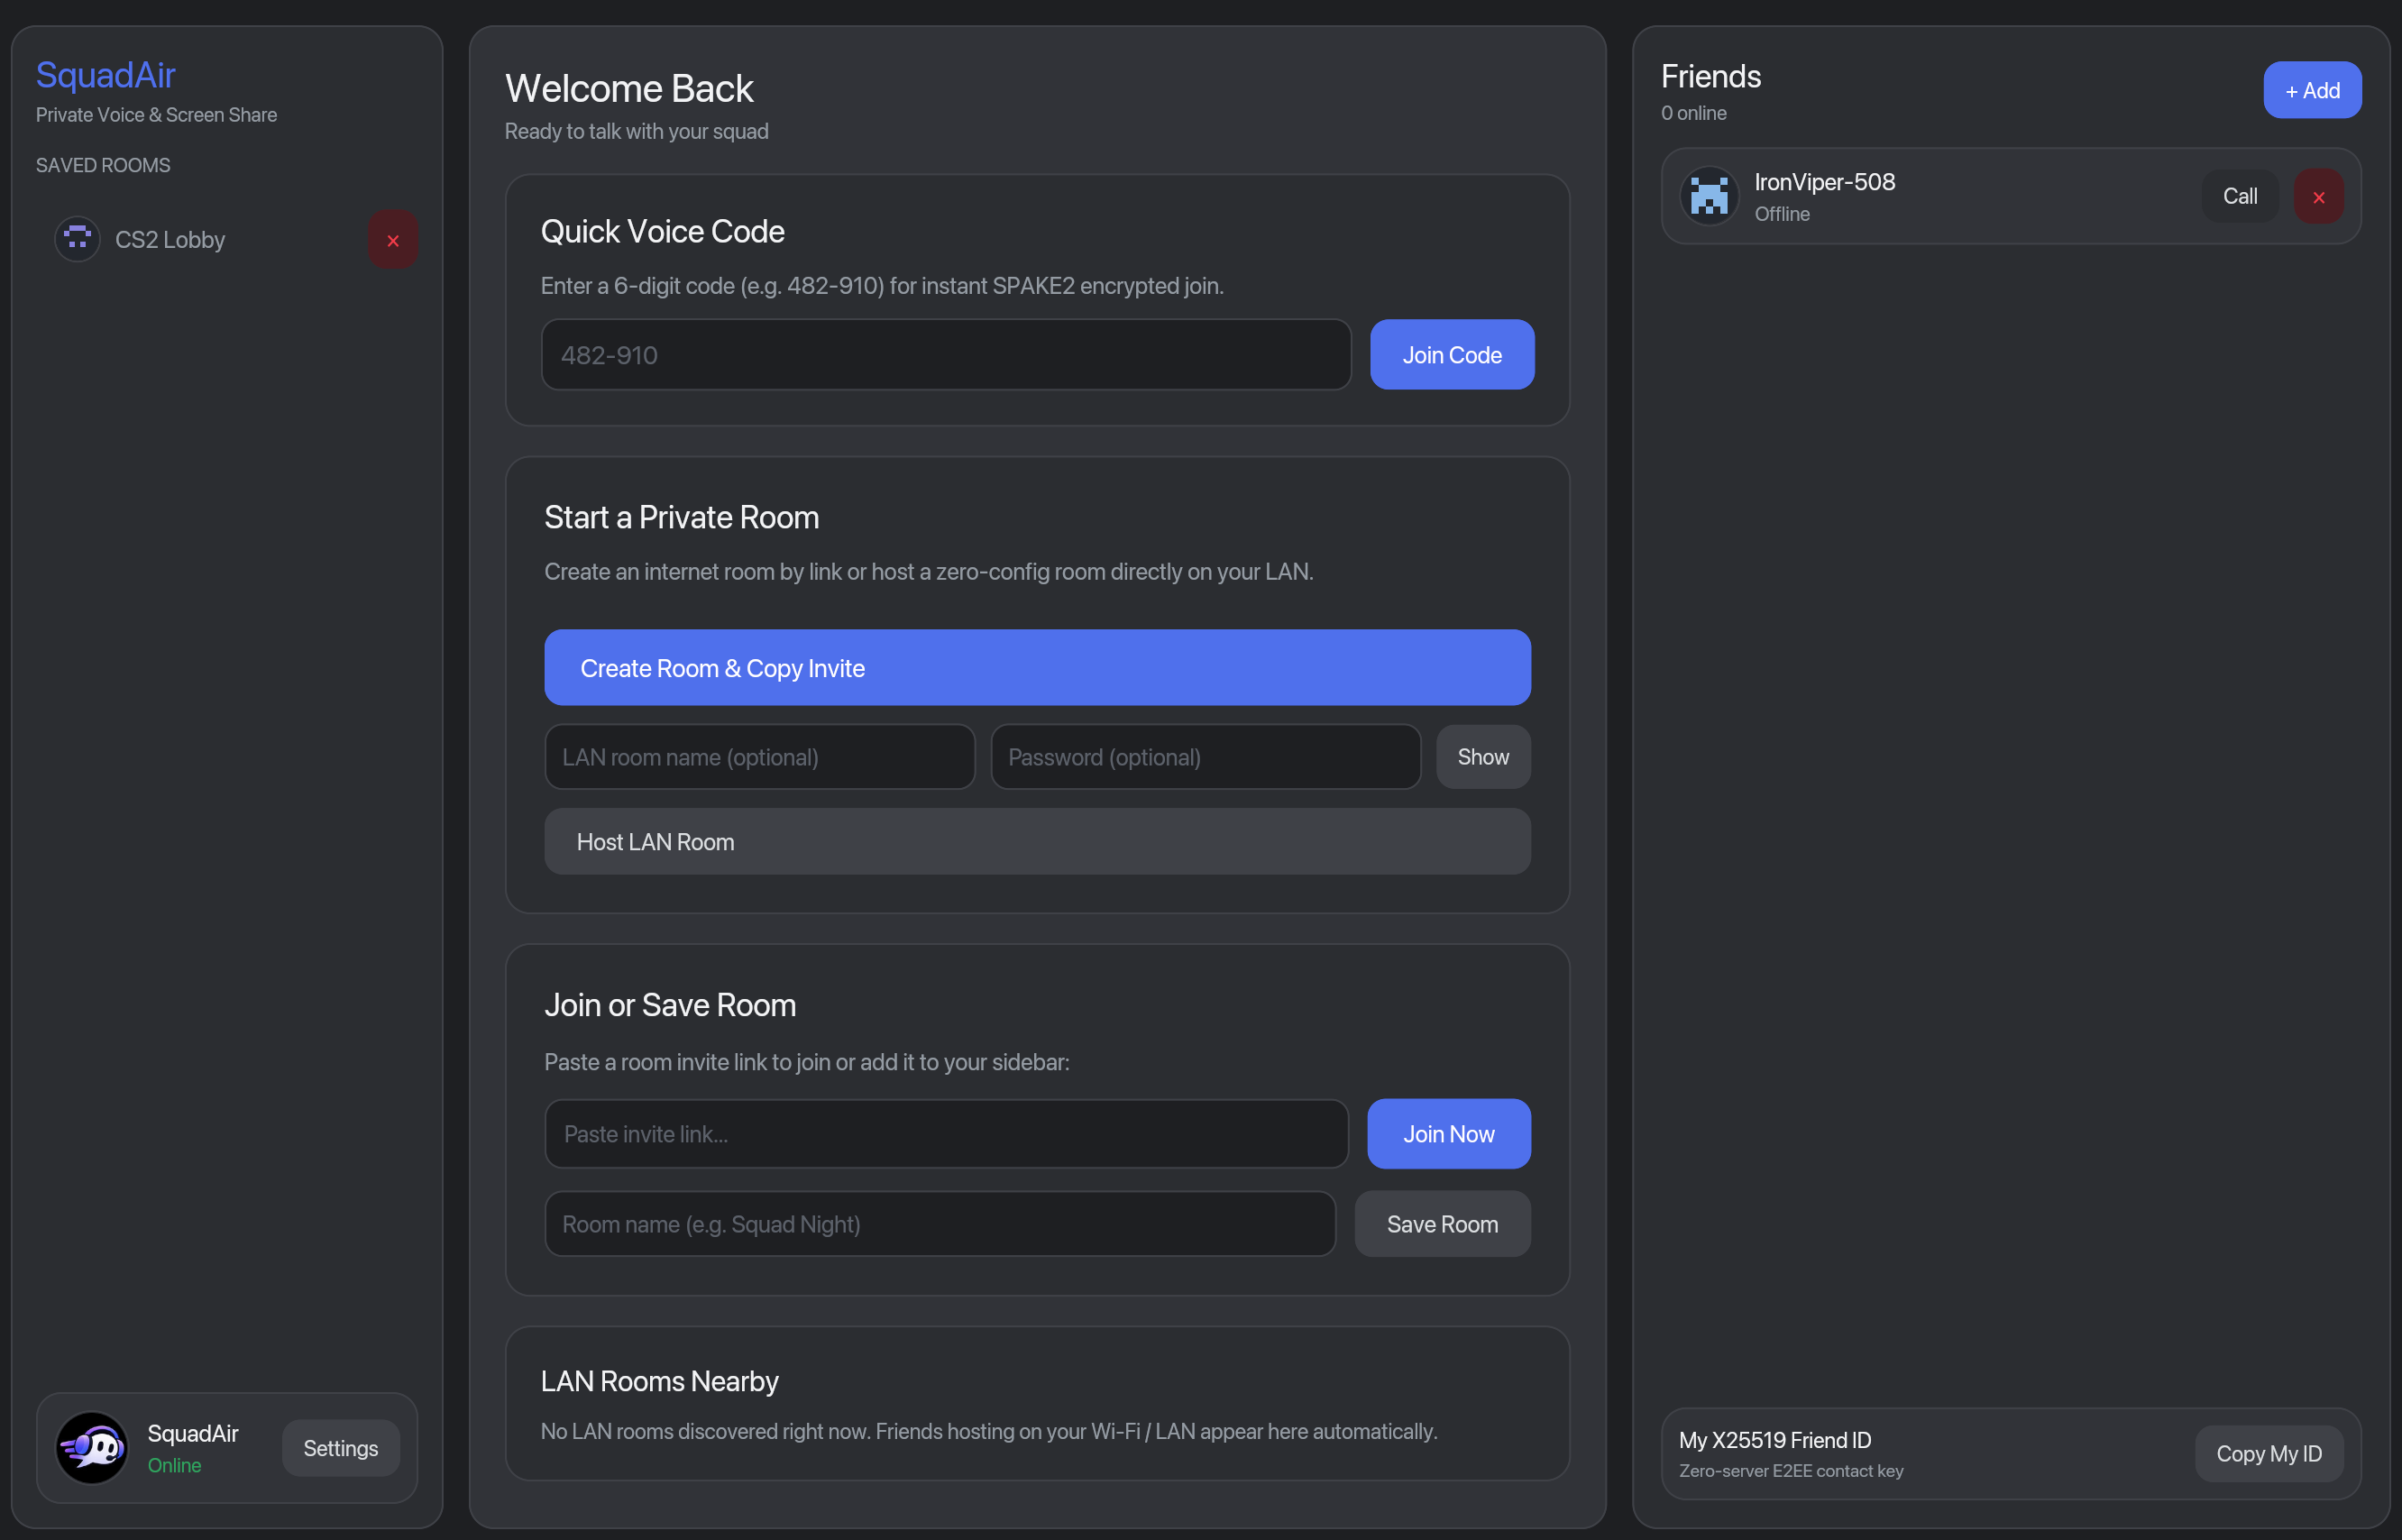 SquadAir
Private Voice & Screen Share
SAVED ROOMS
CS2 Lobby
×
SquadAir
Online
Settings
Welcome Back
Ready to talk with your squad
Quick Voice Code
Enter a 6-digit code (e.g. 482-910) for instant SPAKE2 encrypted join.
482-910
Join Code
Start a Private Room
Create an internet room by link or host a zero-config room directly on your LAN.
Create Room & Copy Invite
LAN room name (optional)
Password (optional)
Show
Host LAN Room
Join or Save Room
Paste a room invite link to join or add it to your sidebar:
Paste invite link...
Join Now
Room name (e.g. Squad Night)
Save Room
LAN Rooms Nearby
No LAN rooms discovered right now. Friends hosting on your Wi-Fi / LAN appear here automatically.
Friends
0 online
+ Add
IronViper-508
Offline
Call
×
My X25519 Friend ID
Zero-server E2EE contact key
Copy My ID